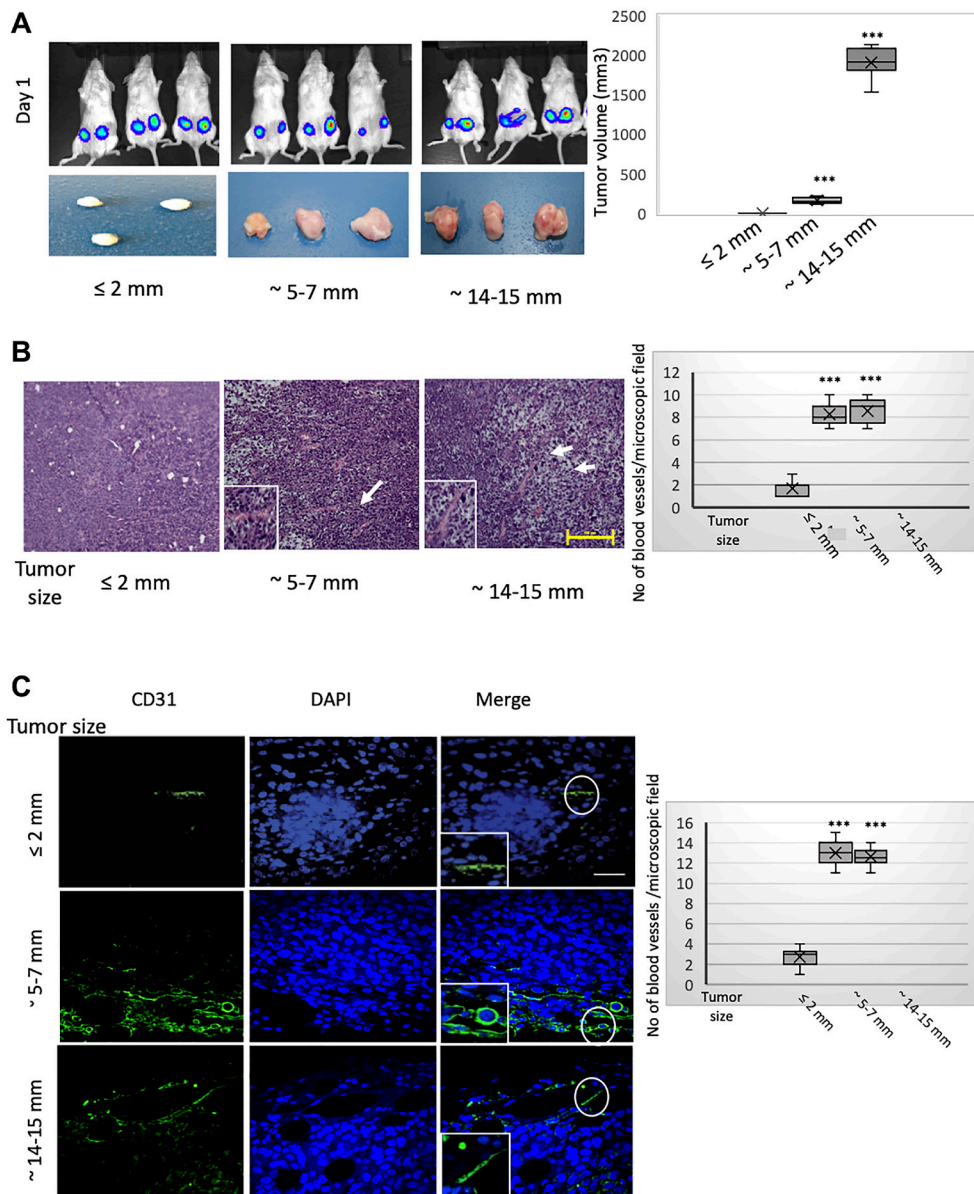 A
Day 1
≤ 2 mm
~ 5-7 mm
~ 14-15 mm
Tumor volume (mm3)
2500
2000
1500
1000
500
0
***
***
≤ 2 mm
~ 5-7 mm
~ 14-15 mm
B
Tumor size
≤ 2 mm
~ 5-7 mm
~ 14-15 mm
No of blood vessels/microscopic field
12
10
8
6
4
2
0
*** ***
Tumor size
≤ 2 mm
~ 5-7 mm
~ 14-15 mm
C
CD31 DAPI Merge
Tumor size
≤ 2 mm
~ 5-7 mm
~ 14-15 mm
No of blood vessels /microscopic field
16
14
12
10
8
6
4
2
0
*** ***
Tumor size
≤ 2 mm
~ 5-7 mm
~ 14-15 mm